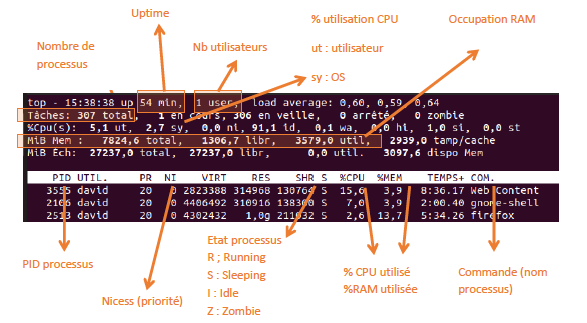 Uptime
% utilisation CPU
Occupation RAM
Nombre de
processus
Nb utilisateurs
ut : utilisateur
sy : OS
top - 15:38:38 up 54 min, 1 user, load average: 0,60, 0,59, 0,64
Tâches: 307 total, 1 en cours, 306 en veille, 0 arrêté, 0 zombie
%Cpu(s): 5,1 ut, 2,7 sy, 0,0 ni, 91,1 id, 0,1 wa, 0,0 hi, 1,0 si, 0,0 st
MiB Mem : 7824,6 total, 1306,7 libr, 3579,0 util, 2939,0 tamp/cache
MiB Éch: 27237,0 total, 27237,0 libr, 0,0 util. 3097,6 dispo Mem
PID UTIL. PR NI VIRT RES SHR S %CPU %MEM TEMPS+ COM.
3555 david 20 0 2823388 314968 130764 S 15,6 3,9 8:36.17 Web Content
2106 david 20 0 4406492 310916 138360 S 7,0 3,9 2:00.40 gnome-shell
2513 david 20 0 4302432 1,0g 211632 S 2,6 13,7 5:34.26 firefox
PID processus
Nicess (priorité)
Etat processus
R ; Running
S : Sleeping
I : Idle
Z : Zombie
% CPU utilisé
%RAM utilisée
Commande (nom
processus)